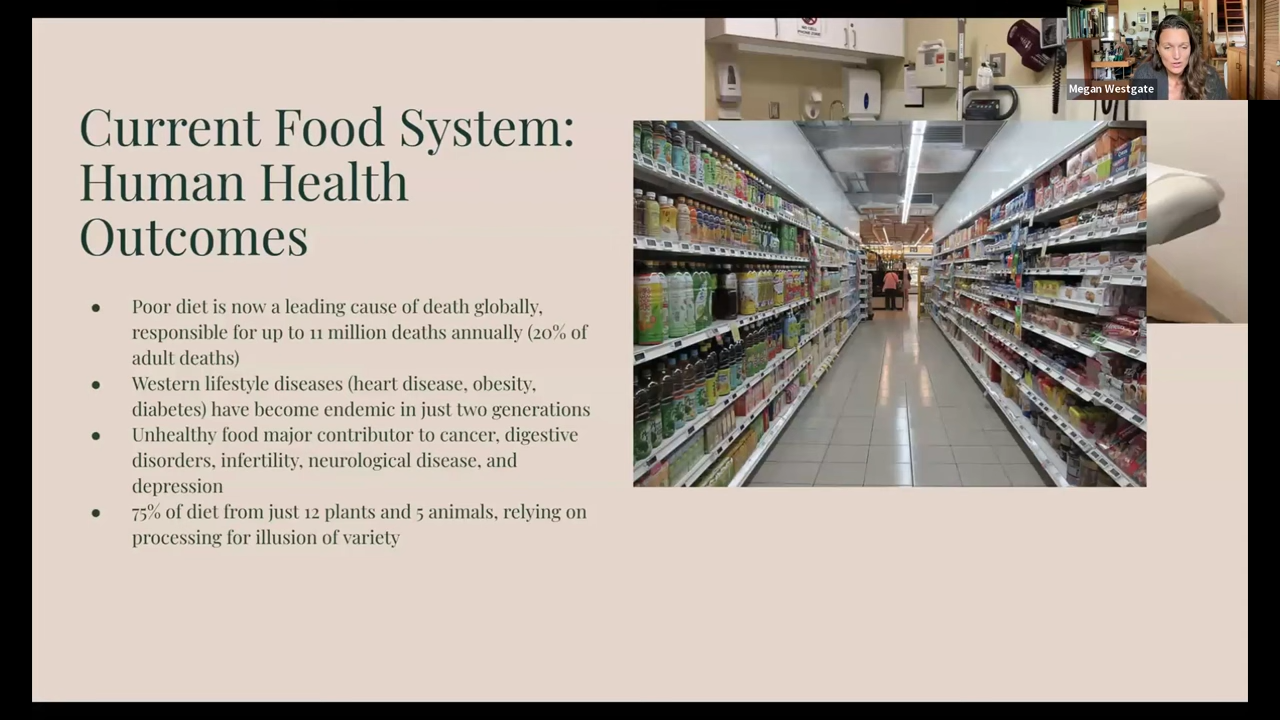 Megan Westgate
Current Food System:
Human Health
Outcomes
● Poor diet is now a leading cause of death globally,
responsible for up to 11 million deaths annually (20% of
adult deaths)
● Western lifestyle diseases (heart disease, obesity,
diabetes) have become endemic in just two generations
● Unhealthy food major contributor to cancer, digestive
disorders, infertility, neurological disease, and
depression
● 75% of diet from just 12 plants and 5 animals, relying on
processing for illusion of variety